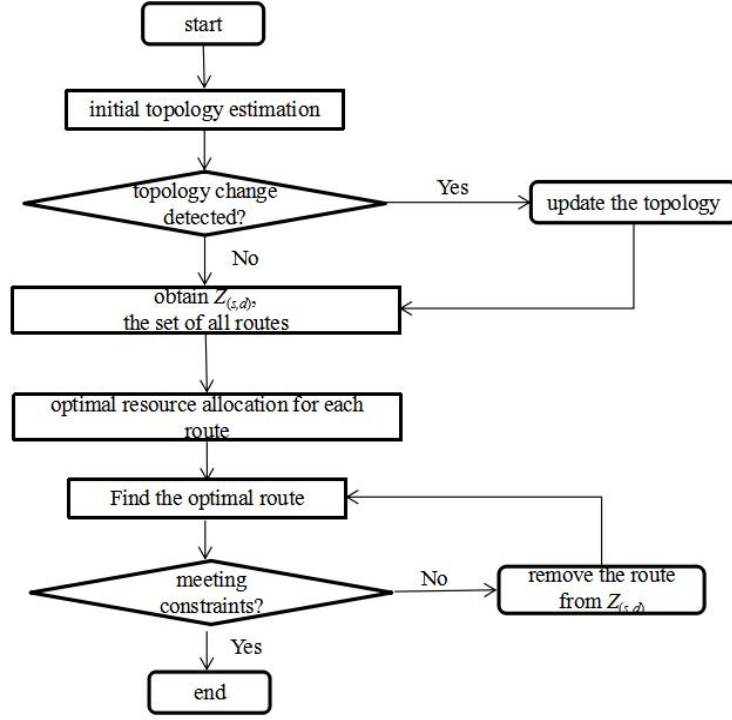 start
initial topology estimation
topology change
detected?
Yes
update the topology
No
obtain Z(s,d),
the set of all routes
optimal resource allocation for each
route
Find the optimal route
meeting
constraints?
No
remove the route
from Z(s,d)
Yes
end